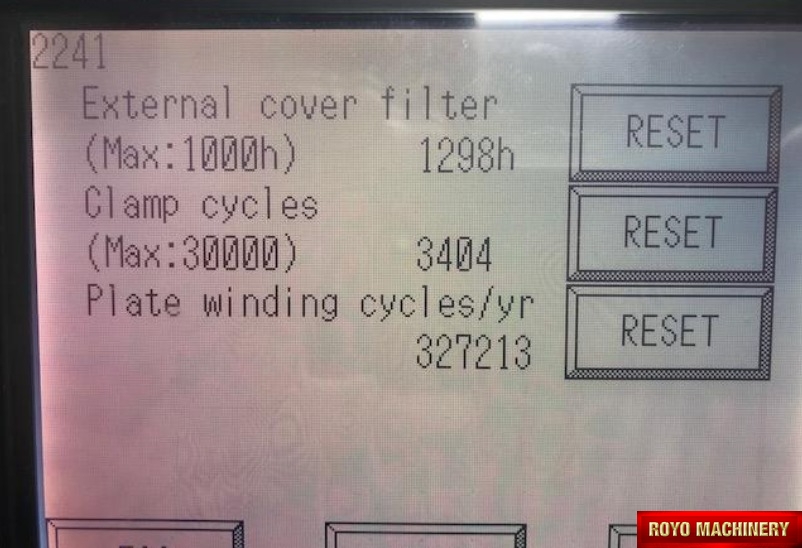 2241
External cover filter
(Max:1000h) 1298h
RESET
Clamp cycles
(Max:30000) 3404
RESET
Plate winding cycles/yr
327213
RESET
ROYO MACHINERY